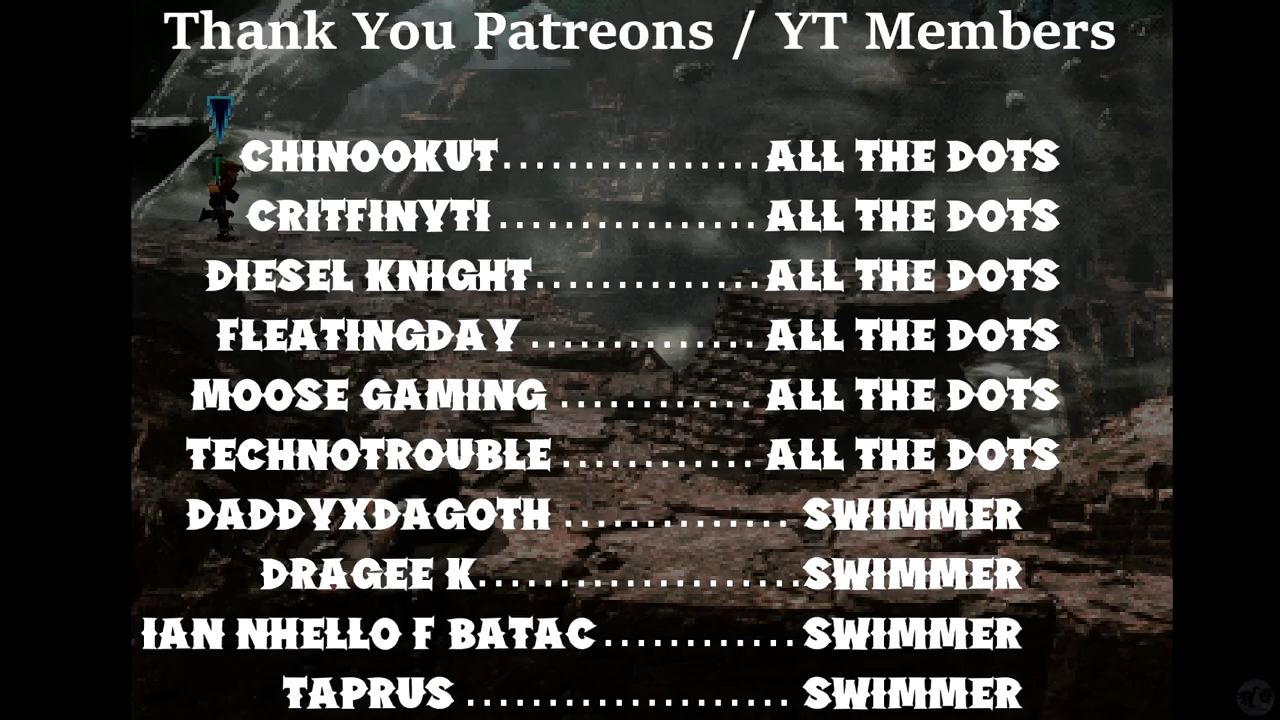 Thank You Patreons / YT Members
CHINOOKUT................ALL THE DOTS
CRITFINYTI................ALL THE DOTS
DIESEL KNIGHT..............ALL THE DOTS
FLEATINGDAY..............ALL THE DOTS
MOOSE GAMING............ALL THE DOTS
TECHNOTROUBLE............ALL THE DOTS
DADDYXDAGOTH..............SWIMMER
DRAGEE K....................SWIMMER
IAN NHELLO F BATAC............SWIMMER
TAPRUS....................SWIMMER